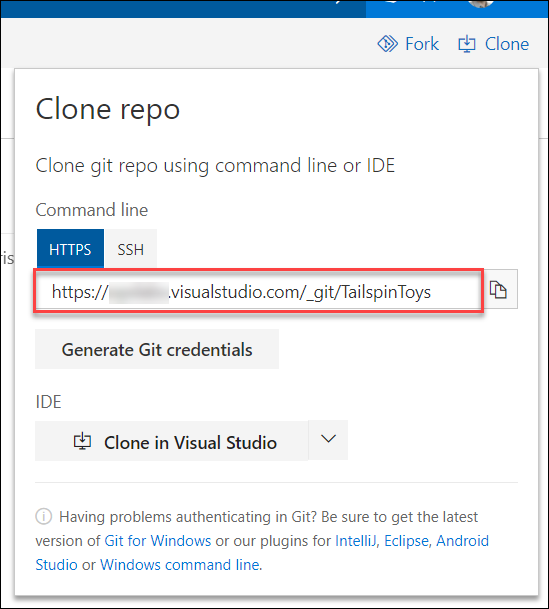 Fork Clone
Clone repo
Clone git repo using command line or IDE
Command line
HTTPS SSH
ris
https:// .visualstudio.com/_git/TailspinToys
Generate Git credentials
IDE
Clone in Visual Studio
Having problems authenticating in Git? Be sure to get the latest
version of Git for Windows or our plugins for IntelliJ, Eclipse, Android
Studio or Windows command line.